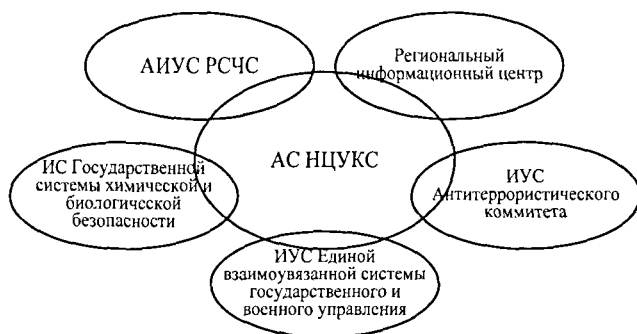 АИУС РСЧС
Региональный
информационный центр
АС НЦУКС
ИС Государственной
системы химической и
биологической
безопасности
ИУС
Антитеррористического
коммитета
ИУС Единой
взаимоувязанной системы
государственного и
военного управления